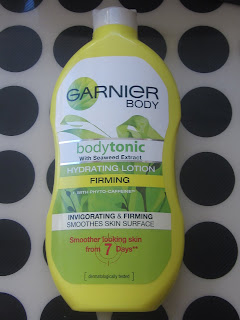 GARNIER
BODY
bodytonic
With Seaweed Extract
HYDRATING LOTION
FIRMING
WITH PHYTO-CAFFEINE
INVIGORATING & FIRMING
SMOOTHES SKIN SURFACE
Smoother looking skin
from 7 Days**
dermatologically tested